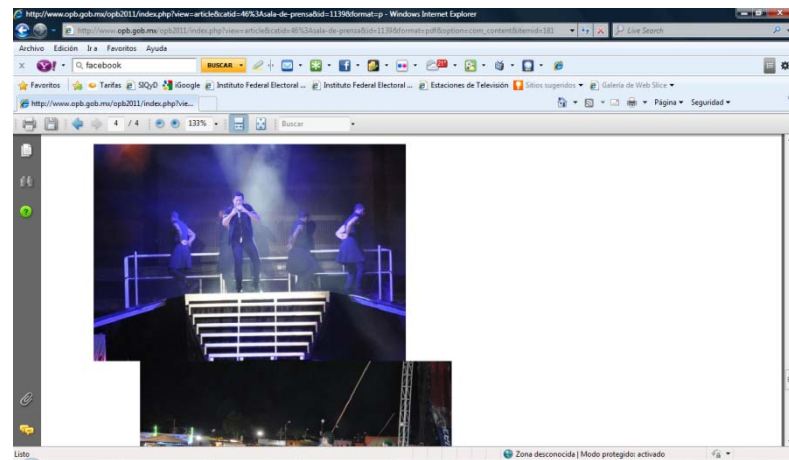 http://www.opb.gob.mx/opb2011/index.php?view=article&catid=46%3Asala-de-prensa&id=1139&format=p - Windows Internet Explorer
http://www.opb.gob.mx/opb2011/index.php?view=article&catid=46%3Asala-de-prensa&id=1139&format=pdf&option=com_content&Itemid=181 Live Search
Archivo Edición Ir a Favoritos Ayuda
x Y! facebook BUSCAR
Favoritos Tarifas SIQyD iGoogle Instituto Federal Electoral ... Instituto Federal Electoral ... Estaciones de Televisión Sitios sugeridos Galería de Web Slice
http://www.opb.gob.mx/opb2011/index.php?vie... Página Seguridad
4 / 4 133% Buscar
Listo Zona desconocida | Modo protegido: activado